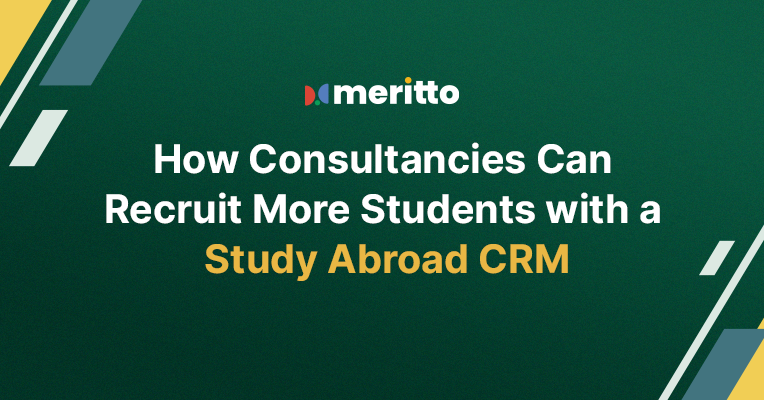 meritto
How Consultancies Can
Recruit More Students with a
Study Abroad CRM